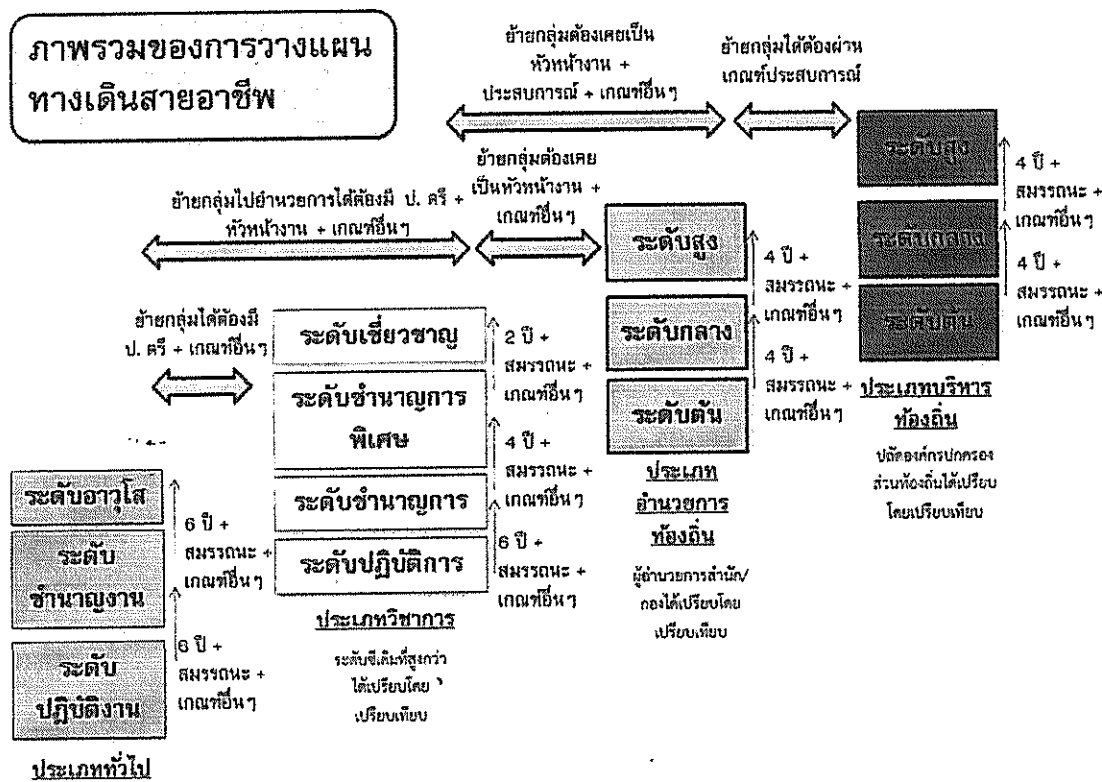 ภาพรวมของการวางแผน
ทางเดินสายอาชีพ
ย้ายกลุ่มต้องเคยเป็น
หัวหน้างาน +
ประสบการณ์ + เกณฑ์อื่นๆ
ย้ายกลุ่มได้ต้องผ่าน
เกณฑ์ประสบการณ์
ย้ายกลุ่มต้องเคย
เป็นหัวหน้างาน +
เกณฑ์อื่นๆ
ย้ายกลุ่มไปอำนวยการได้ต้องมี ป. ตรี +
หัวหน้างาน + เกณฑ์อื่นๆ
ย้ายกลุ่มได้ต้องมี
ป. ตรี + เกณฑ์อื่นๆ
ระดับอาวุโส
ระดับ
ชำนาญงาน
ระดับ
ปฏิบัติงาน
6 ปี +
สมรรถนะ +
เกณฑ์อื่นๆ
6 ปี +
สมรรถนะ +
เกณฑ์อื่นๆ
ประเภททั่วไป
ระดับเชี่ยวชาญ
ระดับชำนาญการ
พิเศษ
ระดับชำนาญการ
ระดับปฏิบัติการ
2 ปี +
สมรรถนะ +
เกณฑ์อื่นๆ
4 ปี +
สมรรถนะ +
เกณฑ์อื่นๆ
6 ปี +
สมรรถนะ +
เกณฑ์อื่นๆ
ประเภทวิชาการ
ระดับซีเดิมที่สูงกว่า
ได้เปรียบโดย
เปรียบเทียบ
ระดับสูง
ระดับกลาง
ระดับต้น
4 ปี +
สมรรถนะ +
เกณฑ์อื่นๆ
4 ปี +
สมรรถนะ +
เกณฑ์อื่นๆ
ประเภท
อำนวยการ
ท้องถิ่น
ผู้อำนวยการสำนัก/
กองได้เปรียบโดย
เปรียบเทียบ
ระดับสูง
ระดับกลาง
ระดับต้น
4 ปี +
สมรรถนะ +
เกณฑ์อื่นๆ
4 ปี +
สมรรถนะ +
เกณฑ์อื่นๆ
ประเภทบริหาร
ท้องถิ่น
ปลัดองค์กรปกครอง
ส่วนท้องถิ่นได้เปรียบ
โดยเปรียบเทียบ